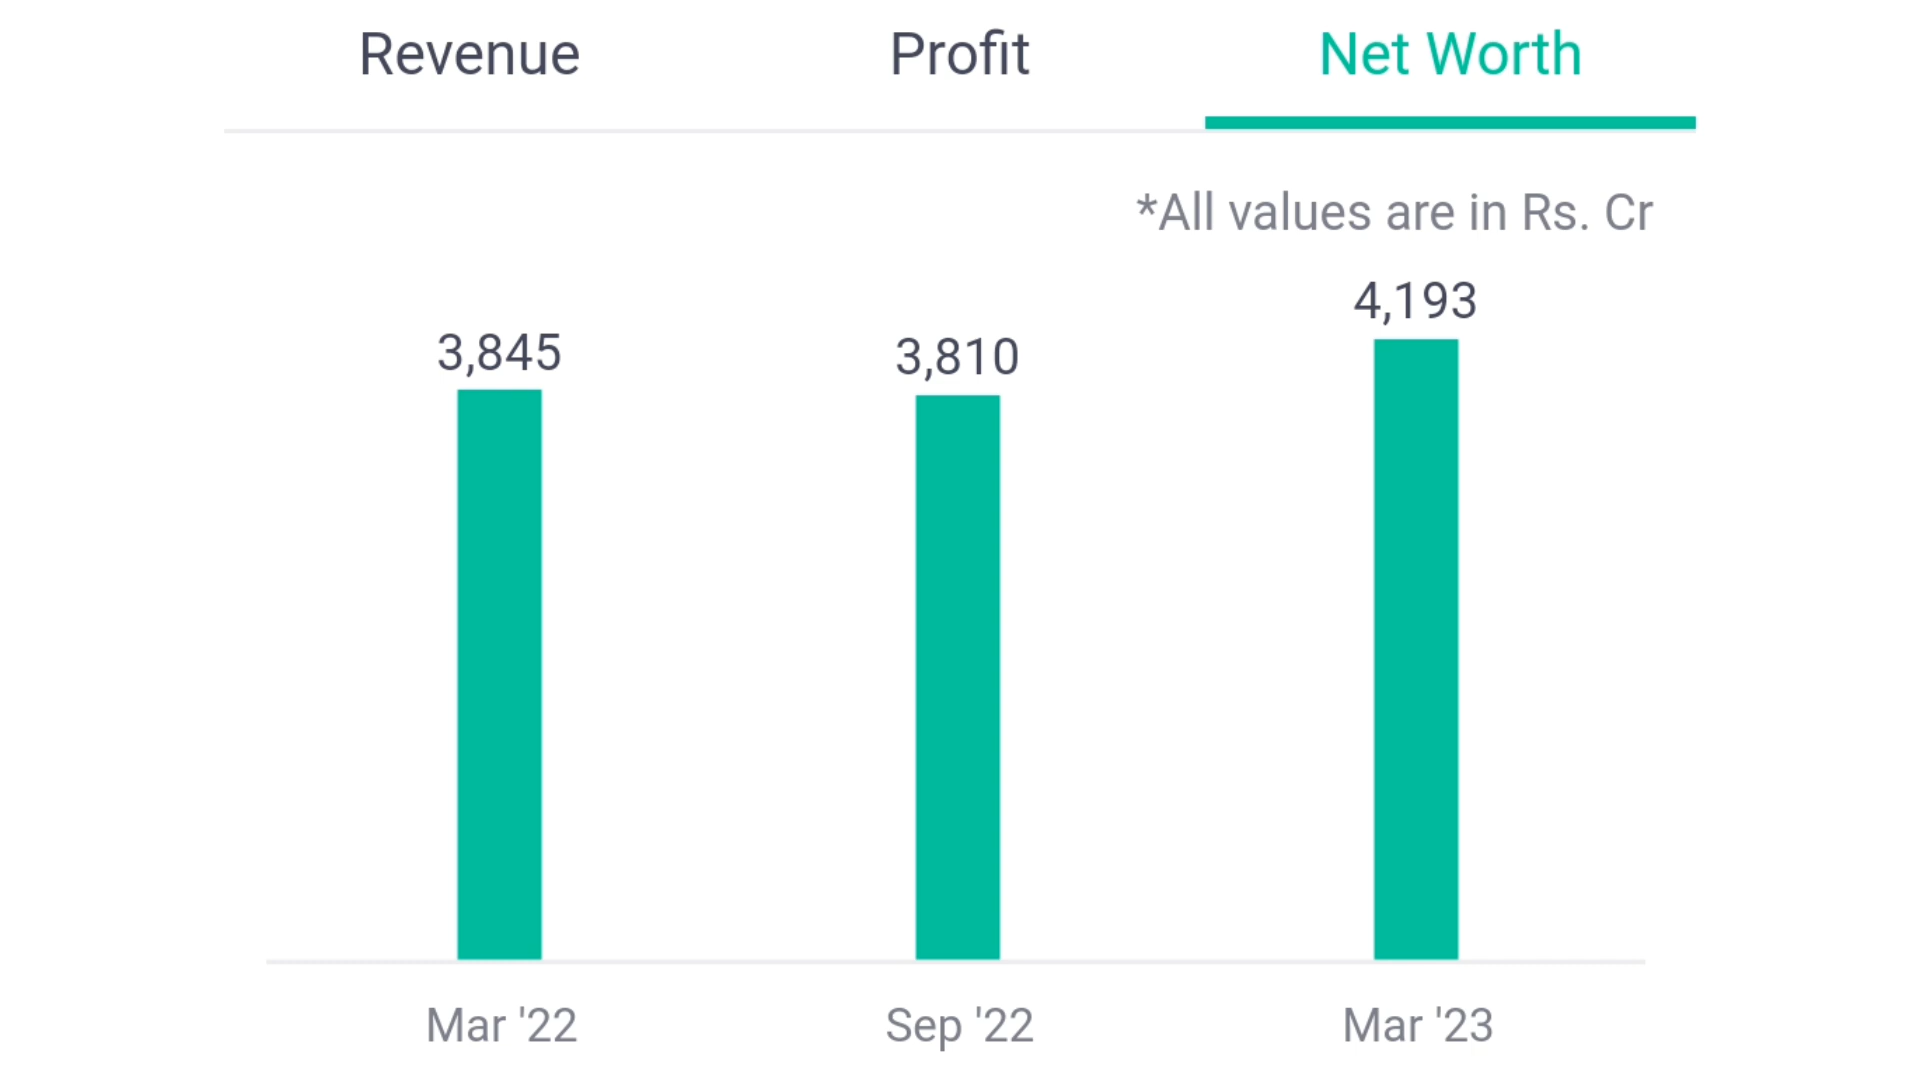 Revenue Profit Net Worth
*All values are in Rs. Cr
3,845 3,810 4,193
Mar '22 Sep '22 Mar '23